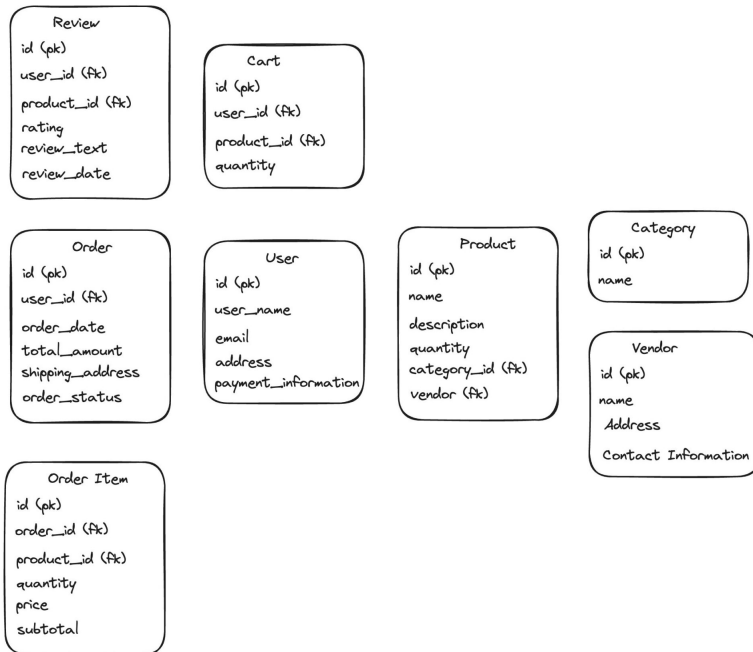 Review
id (pk)
user_id (fk)
product_id (fk)
rating
review_text
review_date
Cart
id (pk)
user_id (fk)
product_id (fk)
quantity
Order
id (pk)
user_id (fk)
order_date
total_amount
shipping_address
order_status
User
id (pk)
user_name
email
address
payment_information
Product
id (pk)
name
description
quantity
category_id (fk)
vendor (fk)
Category
id (pk)
name
Vendor
id (pk)
name
Address
Contact Information
Order Item
id (pk)
order_id (fk)
product_id (fk)
quantity
price
subtotal